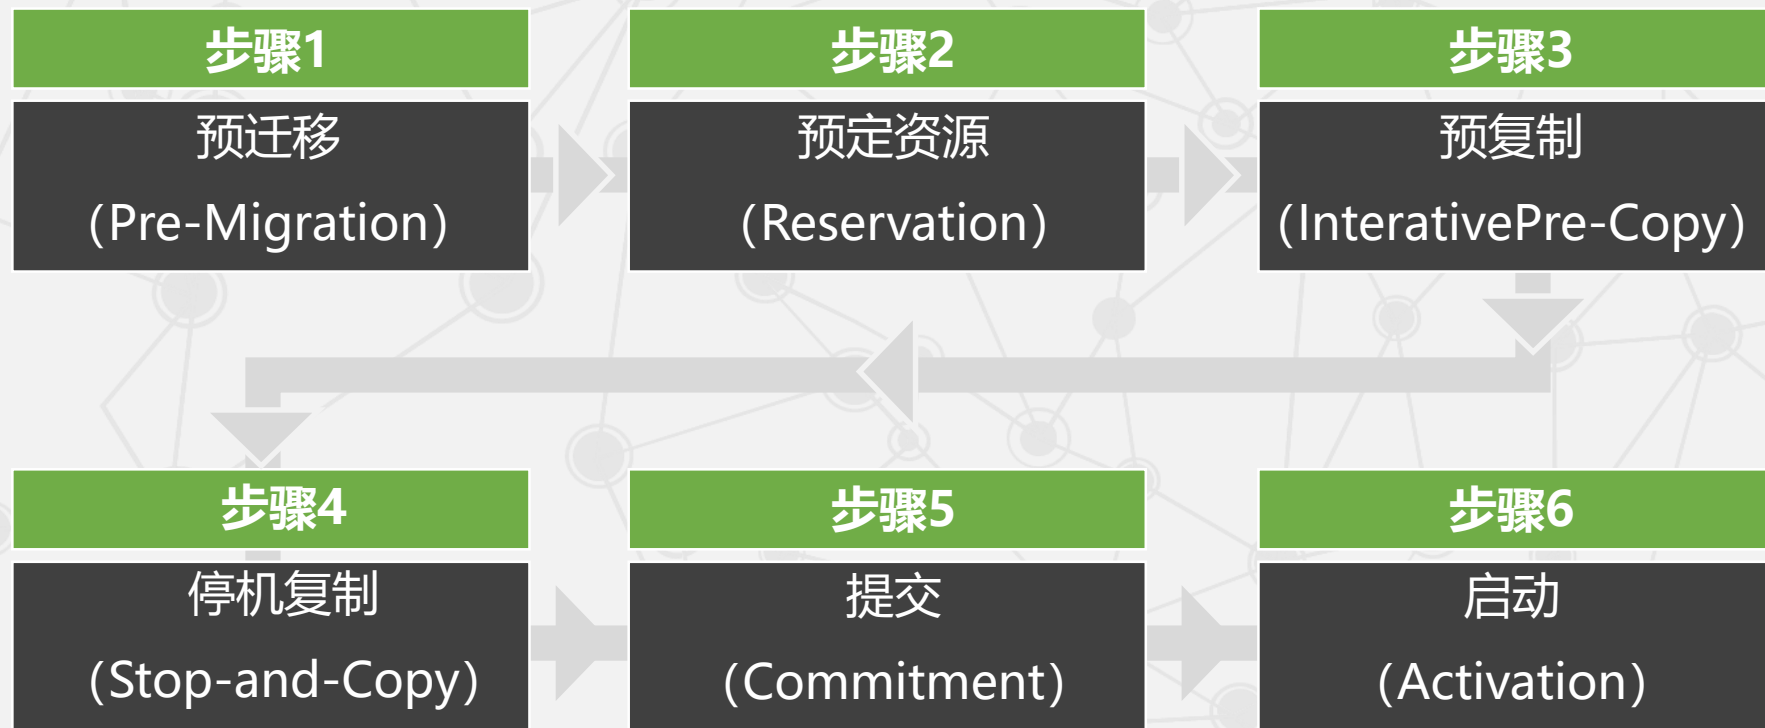 步骤1
预迁移
（Pre-Migration）
步骤2
预定资源
（Reservation）
步骤3
预复制
（InterativePre-Copy）
步骤4
停机复制
（Stop-and-Copy）
步骤5
提交
（Commitment）
步骤6
启动
（Activation）